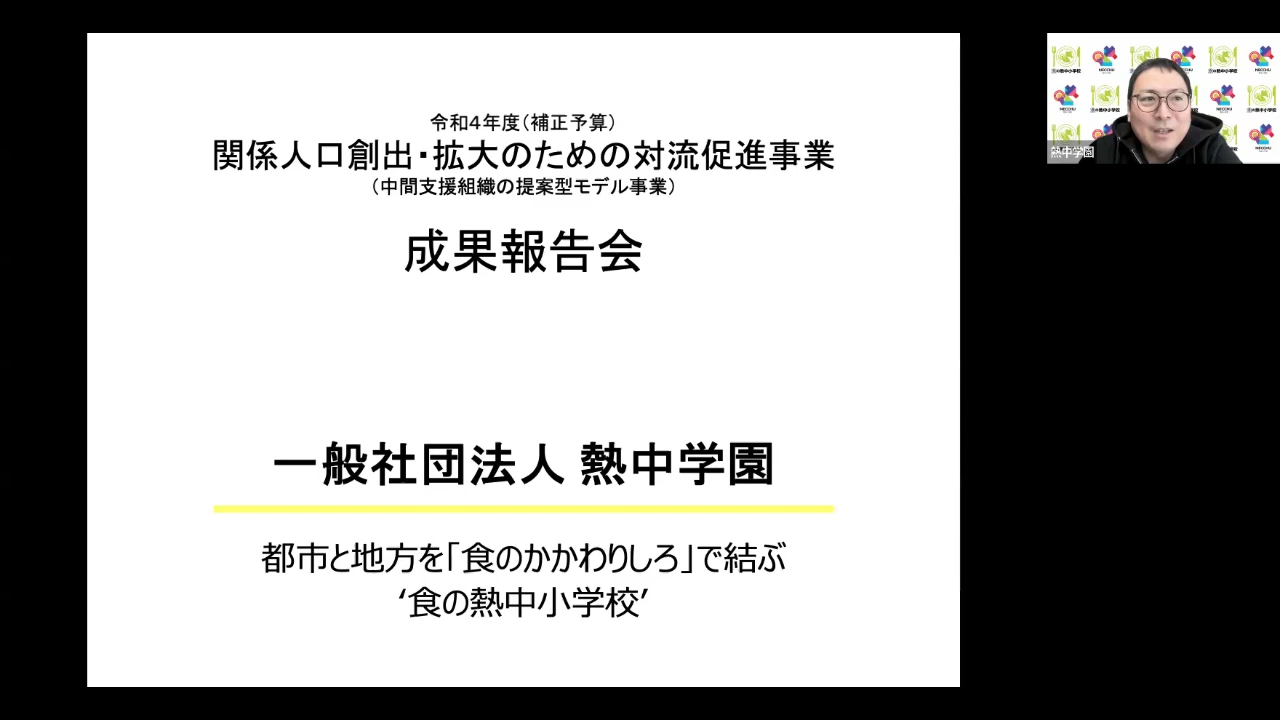 令和4年度(補正予算)
関係人口創出・拡大のための対流促進事業
(中間支援組織の提案型モデル事業)
成果報告会
一般社団法人 熱中学園
都市と地方を「食のかかわりしろ」で結ぶ
‘食の熱中小学校’
熱中学園